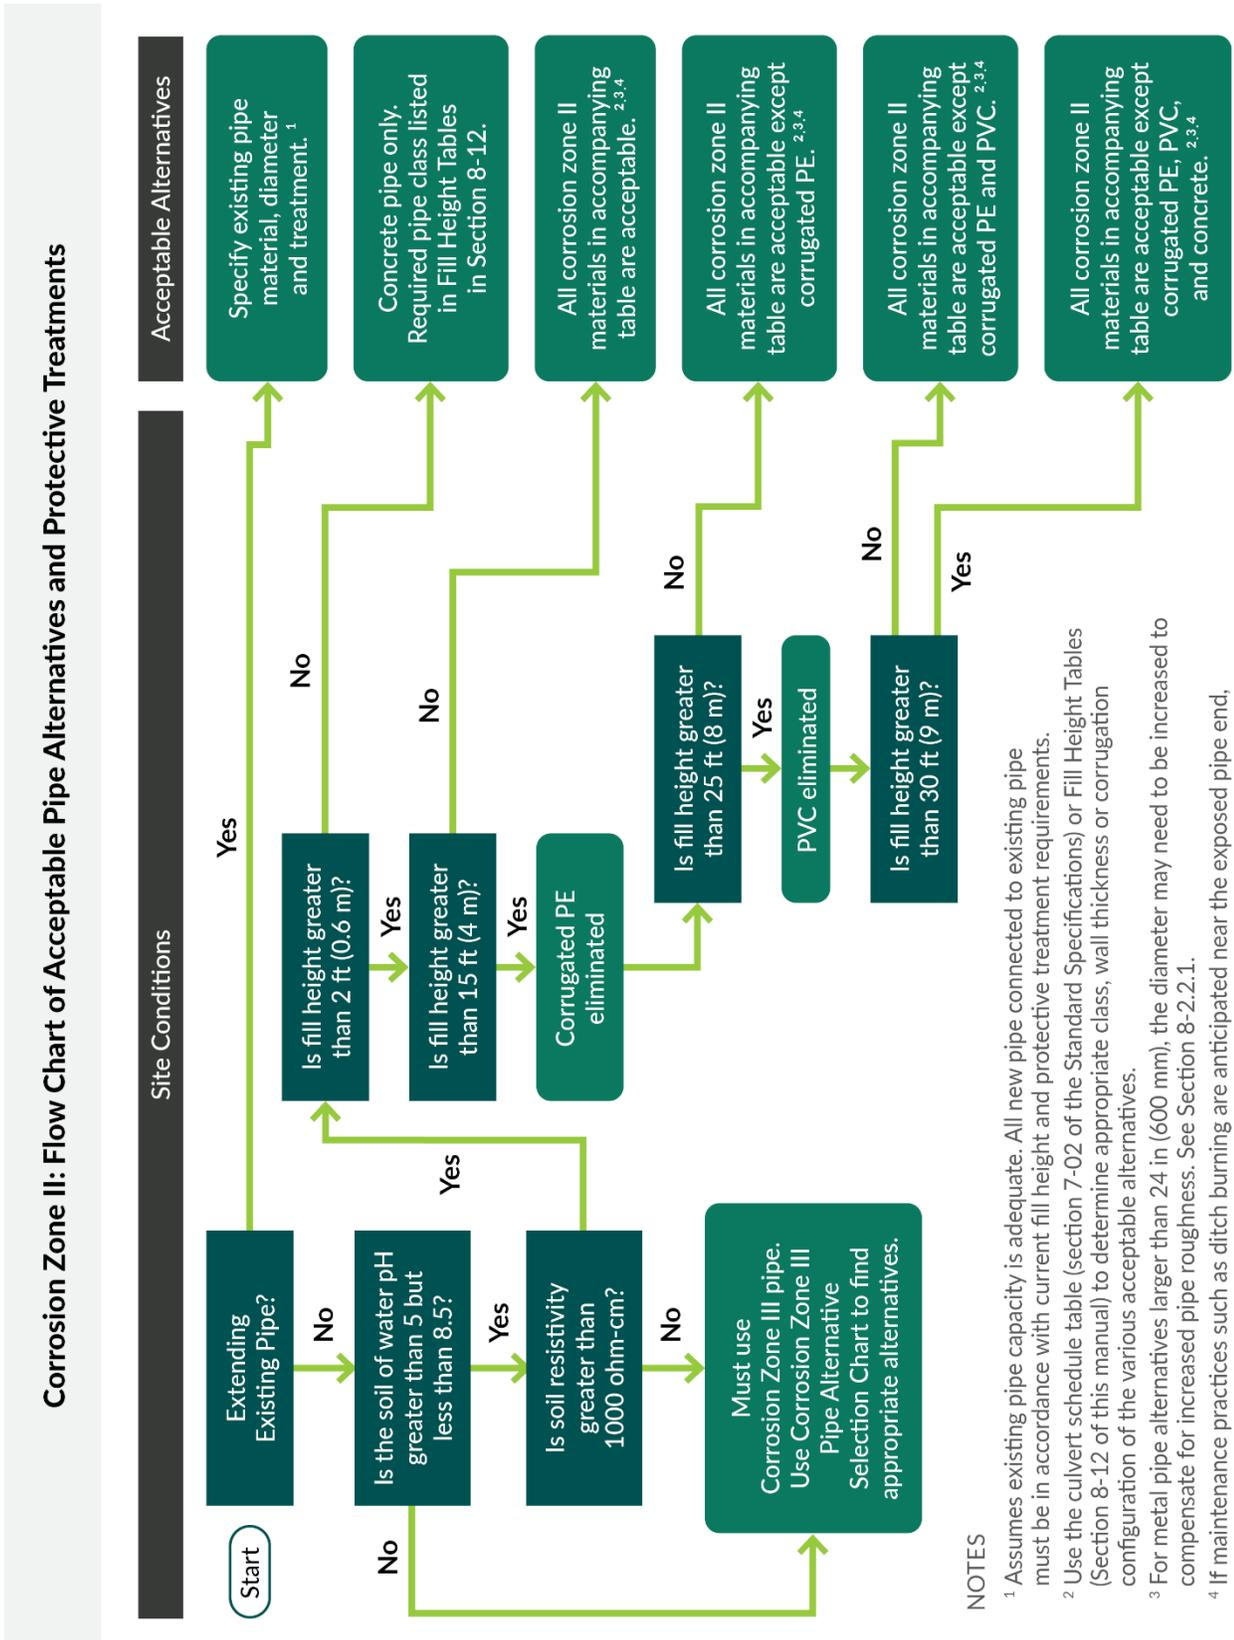 Corrosion Zone II: Flow Chart of Acceptable Pipe Alternatives and Protective Treatments
Site Conditions
Acceptable Alternatives
Start
Extending
Existing Pipe?
Yes
No
Specify existing pipe
material, diameter
and treatment. 1
Is the soil of water pH
greater than 5 but
less than 8.5?
No
Yes
Is soil resistivity
greater than
1000 ohm-cm?
Yes
No
Must use
Corrosion Zone III pipe.
Use Corrosion Zone III
Pipe Alternative
Selection Chart to find
appropriate alternatives.
Is fill height greater
than 2 ft (0.6 m)?
No
Yes
Concrete pipe only.
Required pipe class listed
in Fill Height Tables
in Section 8-12.
Is fill height greater
than 15 ft (4 m)?
No
Yes
All corrosion zone II
materials in accompanying
table are acceptable. 2,3,4
Corrugated PE
eliminated
Is fill height greater
than 25 ft (8 m)?
No
Yes
All corrosion zone II
materials in accompanying
table are acceptable except
corrugated PE. 2,3,4
PVC eliminated
Is fill height greater
than 30 ft (9 m)?
No
Yes
All corrosion zone II
materials in accompanying
table are acceptable except
corrugated PE and PVC. 2,3,4
All corrosion zone II
materials in accompanying
table are acceptable except
corrugated PE, PVC,
and concrete. 2,3,4
NOTES
1 Assumes existing pipe capacity is adequate. All new pipe connected to existing pipe
must be in accordance with current fill height and protective treatment requirements.
2 Use the culvert schedule table (section 7-02 of the Standard Specifications) or Fill Height Tables
(Section 8-12 of this manual) to determine appropriate class, wall thickness or corrugation
configuration of the various acceptable alternatives.
3 For metal pipe alternatives larger than 24 in (600 mm), the diameter may need to be increased to
compensate for increased pipe roughness. See Section 8-2.2.1.
4 If maintenance practices such as ditch burning are anticipated near the exposed pipe end,